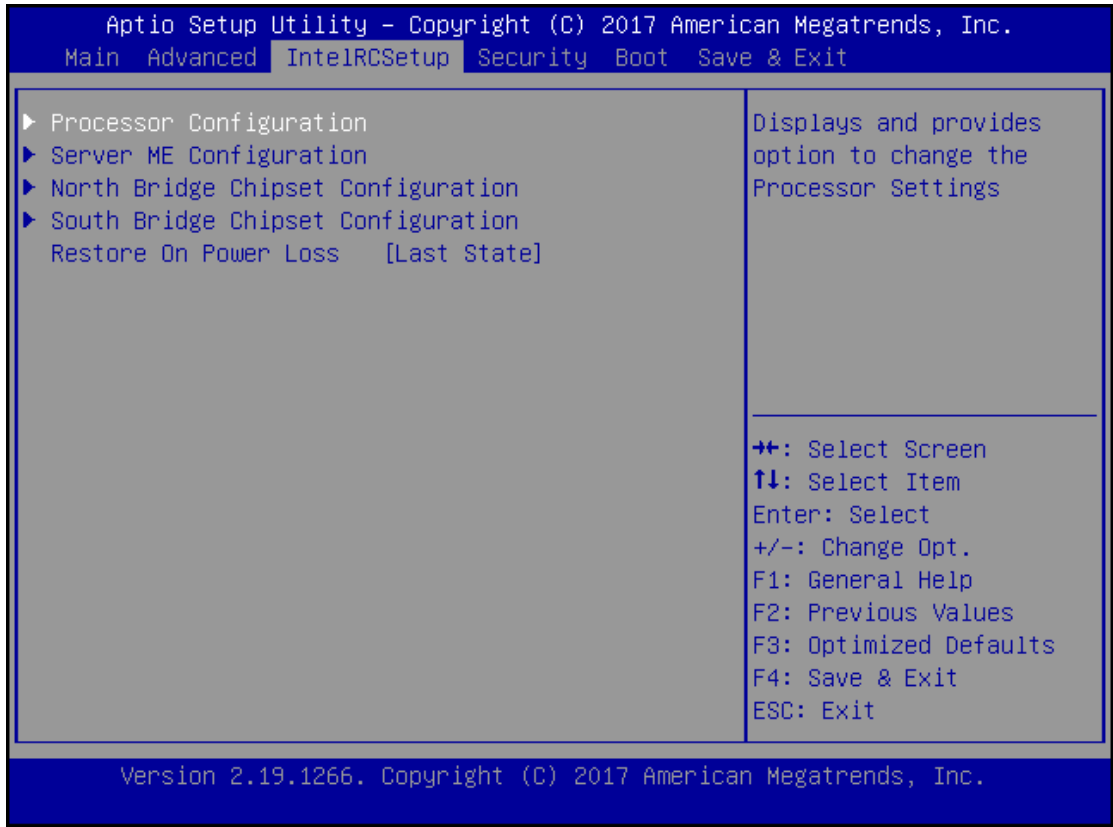 Aptio Setup Utility – Copyright (C) 2017 American Megatrends, Inc.
Main Advanced IntelRCSetup Security Boot Save & Exit
▶ Processor Configuration
▶ Server ME Configuration
▶ North Bridge Chipset Configuration
▶ South Bridge Chipset Configuration
Restore On Power Loss [Last State]
Displays and provides
option to change the
Processor Settings
→←: Select Screen
↑↓: Select Item
Enter: Select
+/-: Change Opt.
F1: General Help
F2: Previous Values
F3: Optimized Defaults
F4: Save & Exit
ESC: Exit
Version 2.19.1266. Copyright (C) 2017 American Megatrends, Inc.